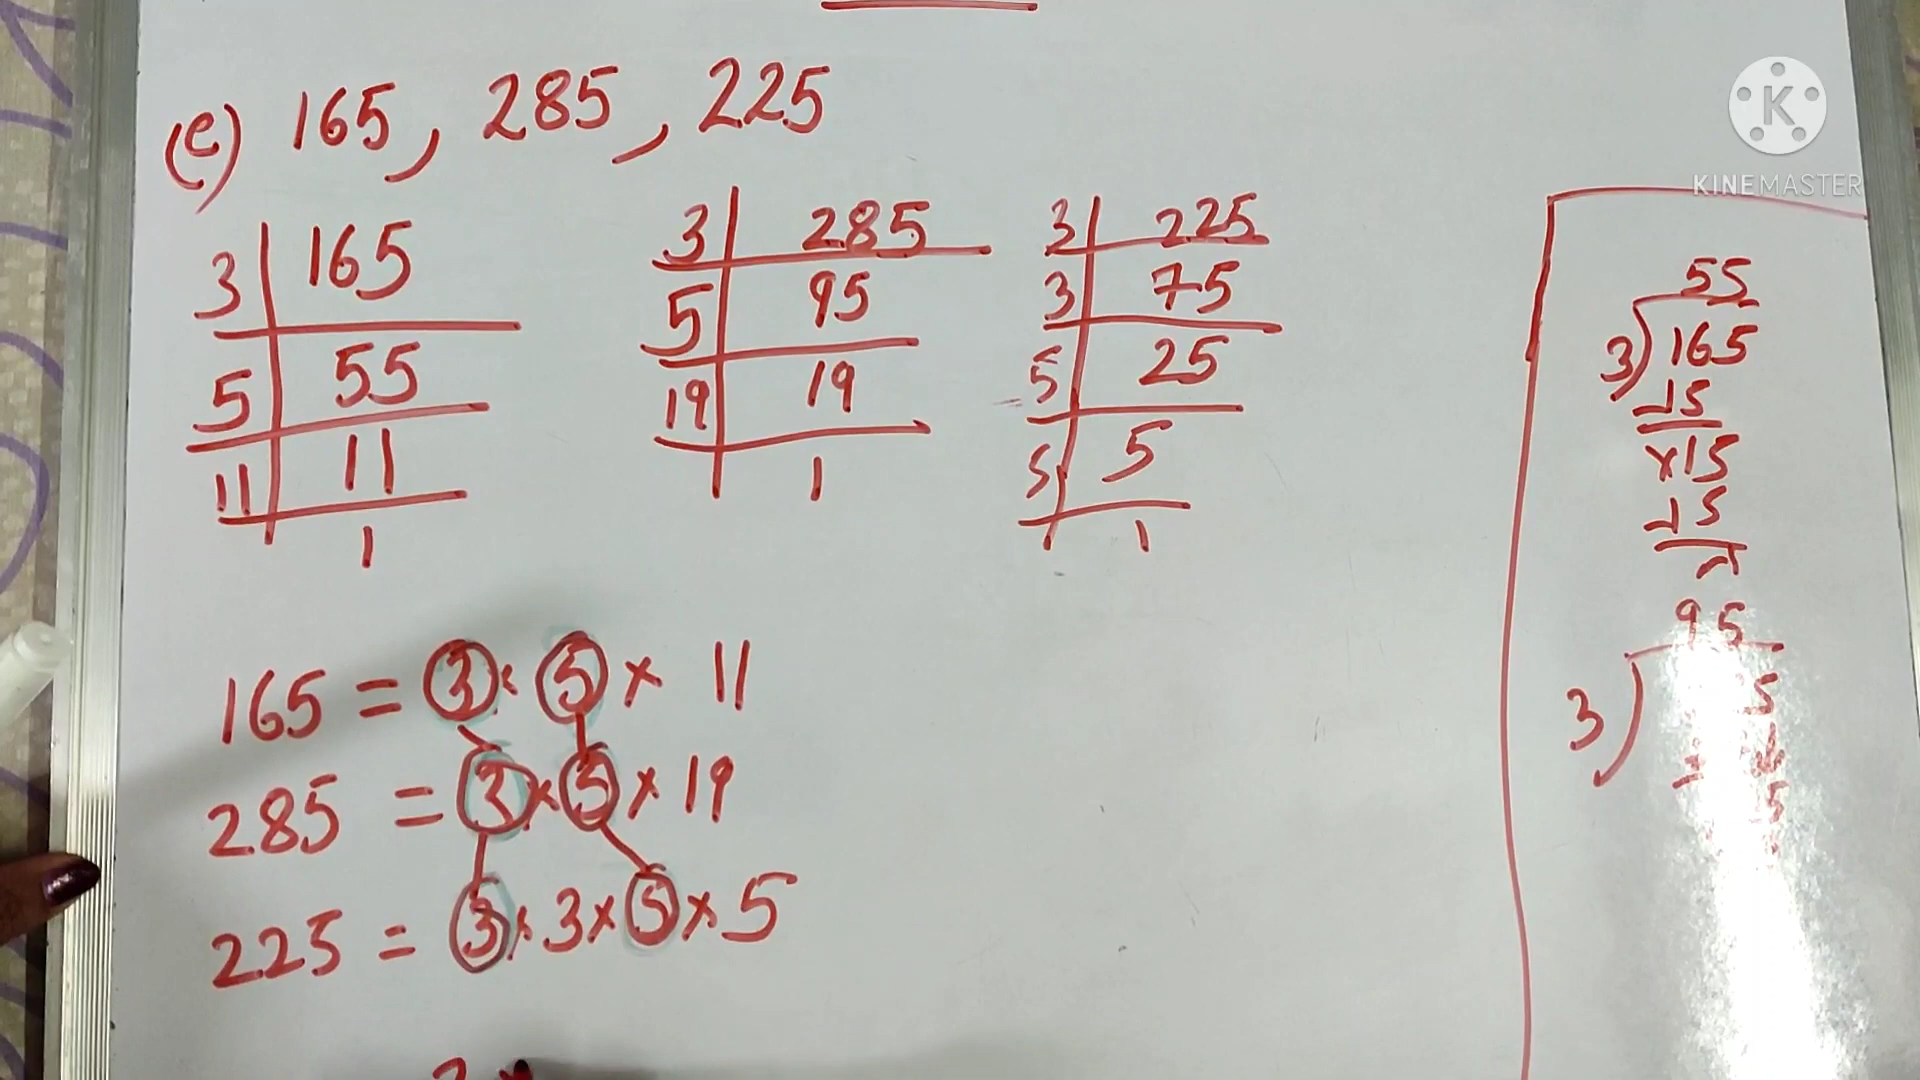 (e) 165, 285, 225
3 | 165
5 | 55
11 | 11
1
3 | 285
5 | 95
19 | 19
1
3 | 225
3 | 75
5 | 25
5 | 5
1
165 = 3 × 5 × 11
285 = 3 × 5 × 19
225 = 3 × 3 × 5 × 5
K
KINEMASTER
55
3) 165
15
×15
15
95
3)